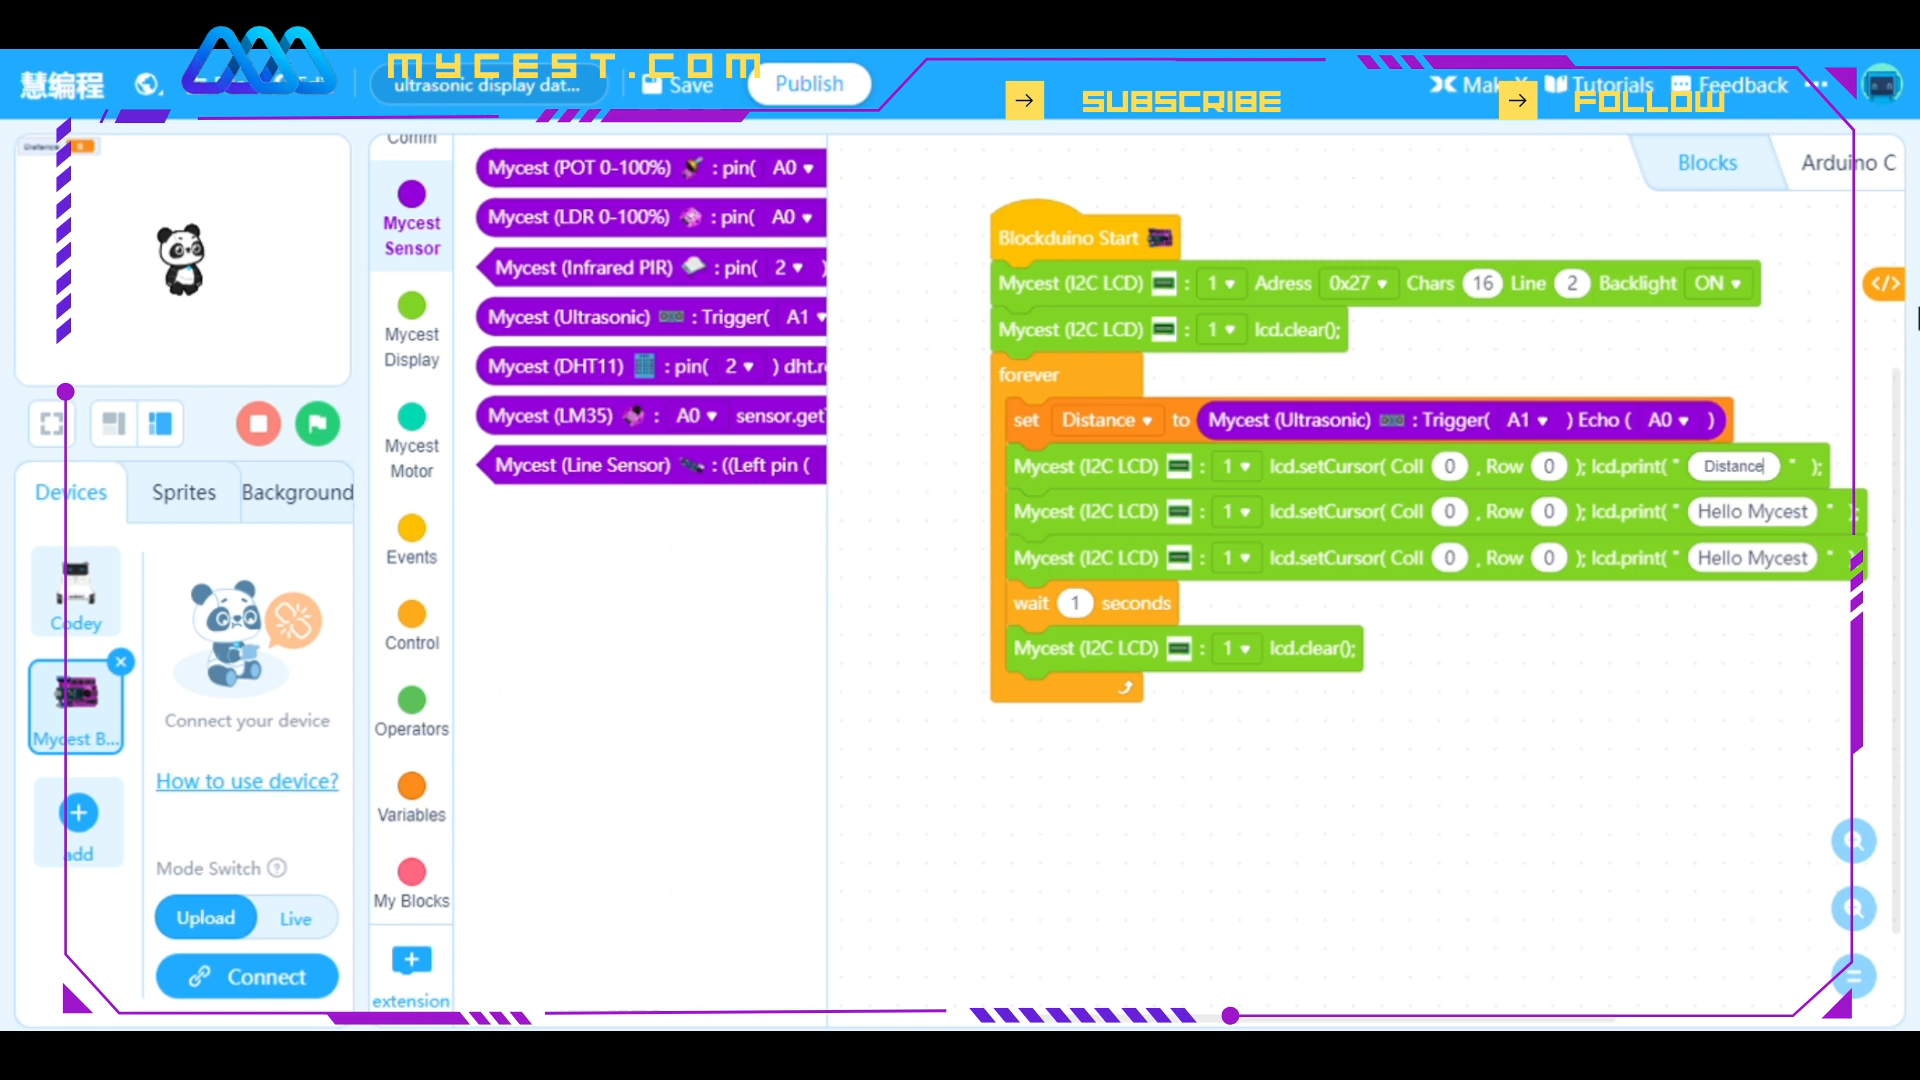 MYCEST.COM
慧编程
ultrasonic display dat...
Save
Publish
SUBSCRIBE
Tutorials
Feedback
FOLLOW
Distance
Blocks
Arduino C
Comm
Mycest Sensor
Mycest Display
Mycest Motor
Events
Control
Operators
Variables
My Blocks
extension
Mycest (POT 0-100%) : pin( A0
Mycest (LDR 0-100%) : pin( A0
Mycest (Infrared PIR) : pin( 2 )
Mycest (Ultrasonic) : Trigger( A1
Mycest (DHT11) : pin( 2 ) dht.r
Mycest (LM35) : A0 sensor.get
Mycest (Line Sensor) : ((Left pin (
Blockduino Start
Mycest (I2C LCD) : 1 Adress 0x27 Chars 16 Line 2 Backlight ON
Mycest (I2C LCD) : 1 lcd.clear();
forever
set Distance to Mycest (Ultrasonic) : Trigger( A1 ) Echo ( A0 )
Mycest (I2C LCD) : 1 lcd.setCursor( Coll 0 , Row 0 ); lcd.print( " Distance " );
Mycest (I2C LCD) : 1 lcd.setCursor( Coll 0 , Row 0 ); lcd.print( " Hello Mycest " );
Mycest (I2C LCD) : 1 lcd.setCursor( Coll 0 , Row 0 ); lcd.print( " Hello Mycest " );
wait 1 seconds
Mycest (I2C LCD) : 1 lcd.clear();
</>
Devices
Sprites
Background
Codey
Mycest B...
add
Connect your device
How to use device?
Mode Switch ?
Upload
Live
Connect